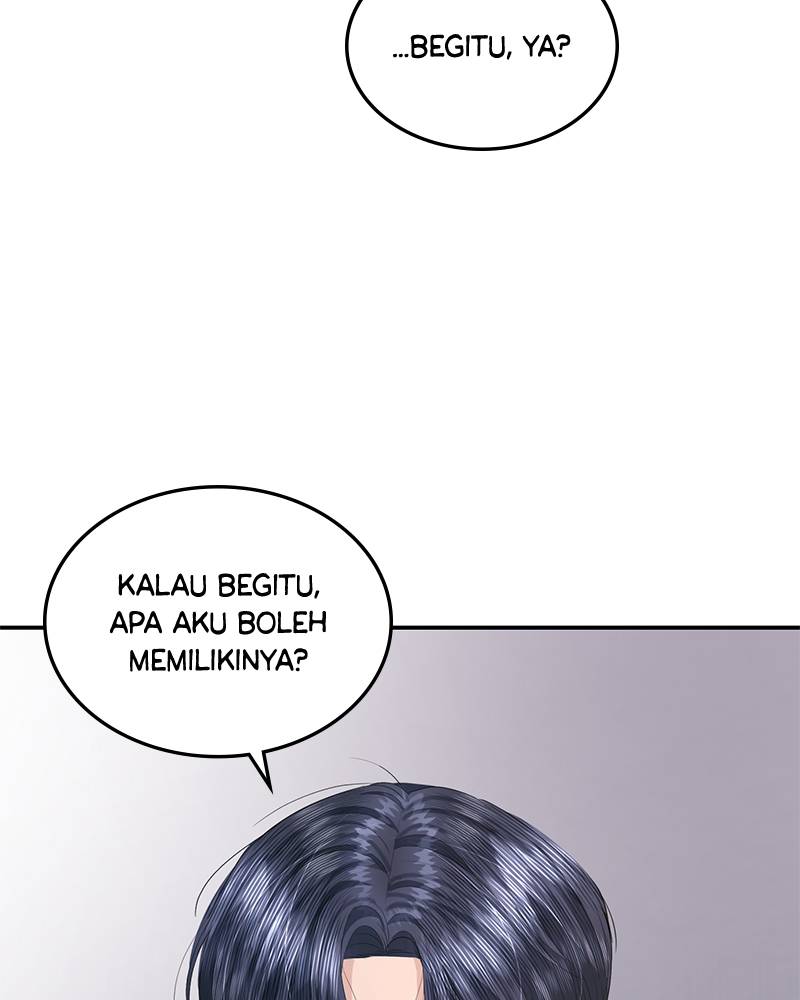 ...BEGITU, YA?
KALAU BEGITU,
APA AKU BOLEH
MEMILIKINYA?